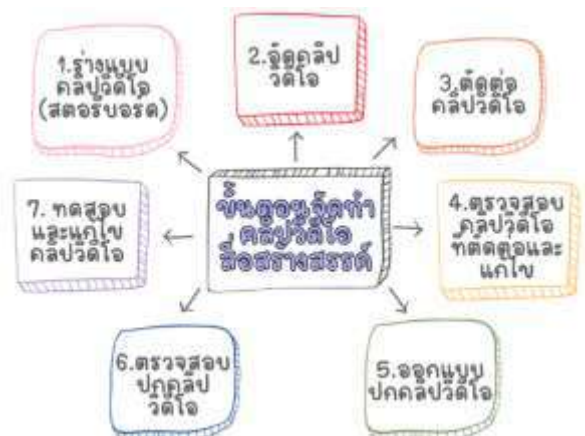 ขั้นตอนจัดทำ
คลิปวิดีโอ
สื่อสร้างสรรค์
1.ร่างแบบ
คลิปวิดีโอ
(สตอรี่บอรด)
2.อัดคลิป
วิดีโอ
3.ตัดต่อ
คลิปวิดีโอ
4.ตรวจสอบ
คลิปวิดีโอ
ที่ตัดต่อและ
แก้ไข
5.ออกแบบ
ปกคลิปวิดีโอ
6.ตรวจสอบ
ปกคลิป
วิดีโอ
7. ทดสอบ
และแก้ไข
คลิปวิดีโอ